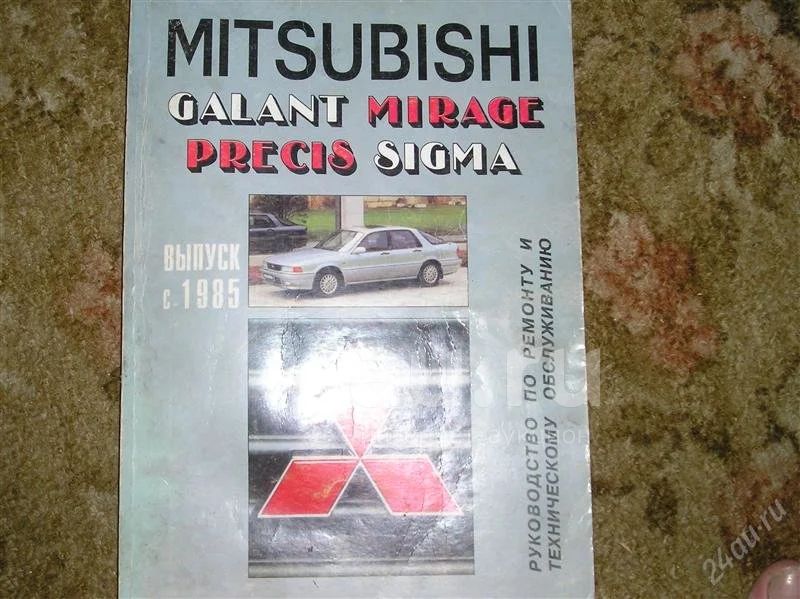 MITSUBISHI
GALANT MIRAGE
PRECIS SIGMA
ВЫПУСК
с 1985
РУКОВОДСТВО ПО РЕМОНТУ И
ТЕХНИЧЕСКОМУ ОБСЛУЖИВАНИЮ
24au.ru